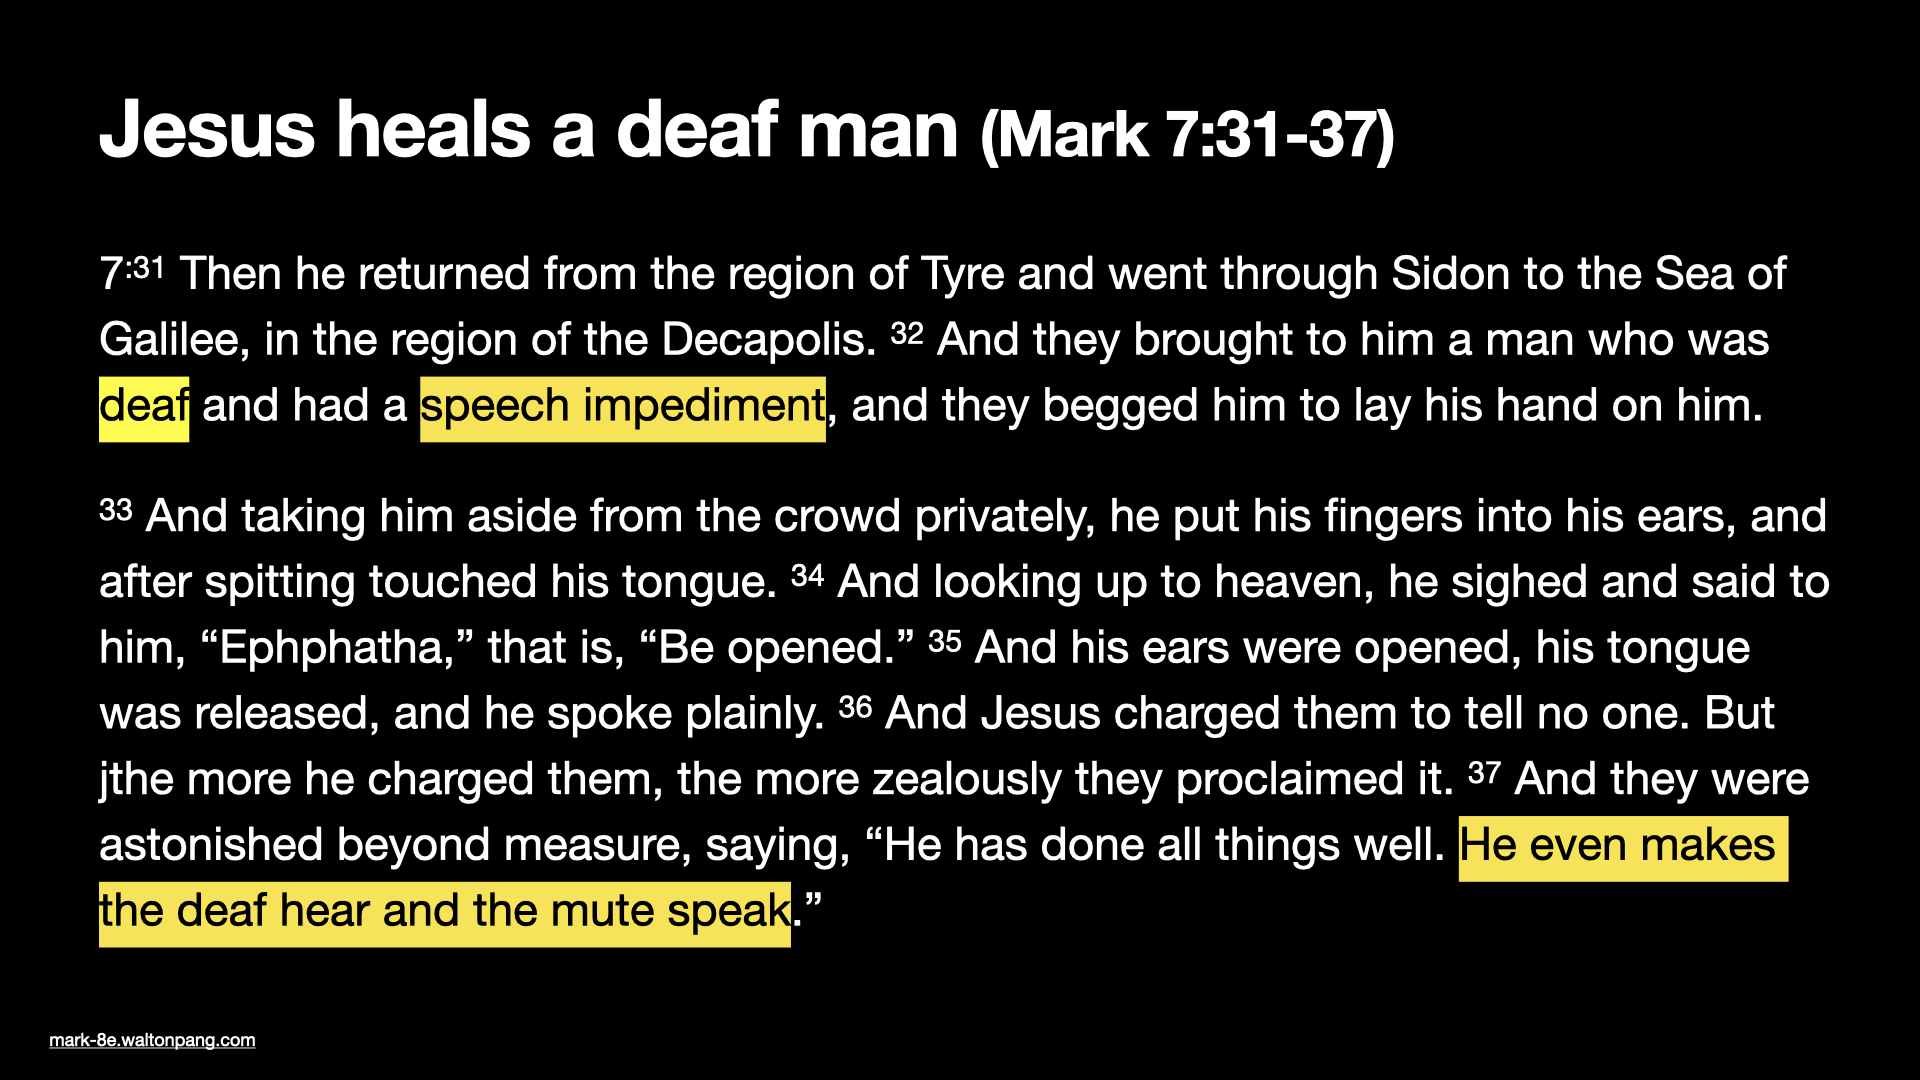 Jesus heals a deaf man (Mark 7:31-37)
7:31 Then he returned from the region of Tyre and went through Sidon to the Sea of
Galilee, in the region of the Decapolis. 32 And they brought to him a man who was
deaf and had a speech impediment, and they begged him to lay his hand on him.
33 And taking him aside from the crowd privately, he put his fingers into his ears, and
after spitting touched his tongue. 34 And looking up to heaven, he sighed and said to
him, “Ephphatha,” that is, “Be opened.” 35 And his ears were opened, his tongue
was released, and he spoke plainly. 36 And Jesus charged them to tell no one. But
jthe more he charged them, the more zealously they proclaimed it. 37 And they were
astonished beyond measure, saying, “He has done all things well. He even makes
the deaf hear and the mute speak.”
mark-8e.waltonpang.com